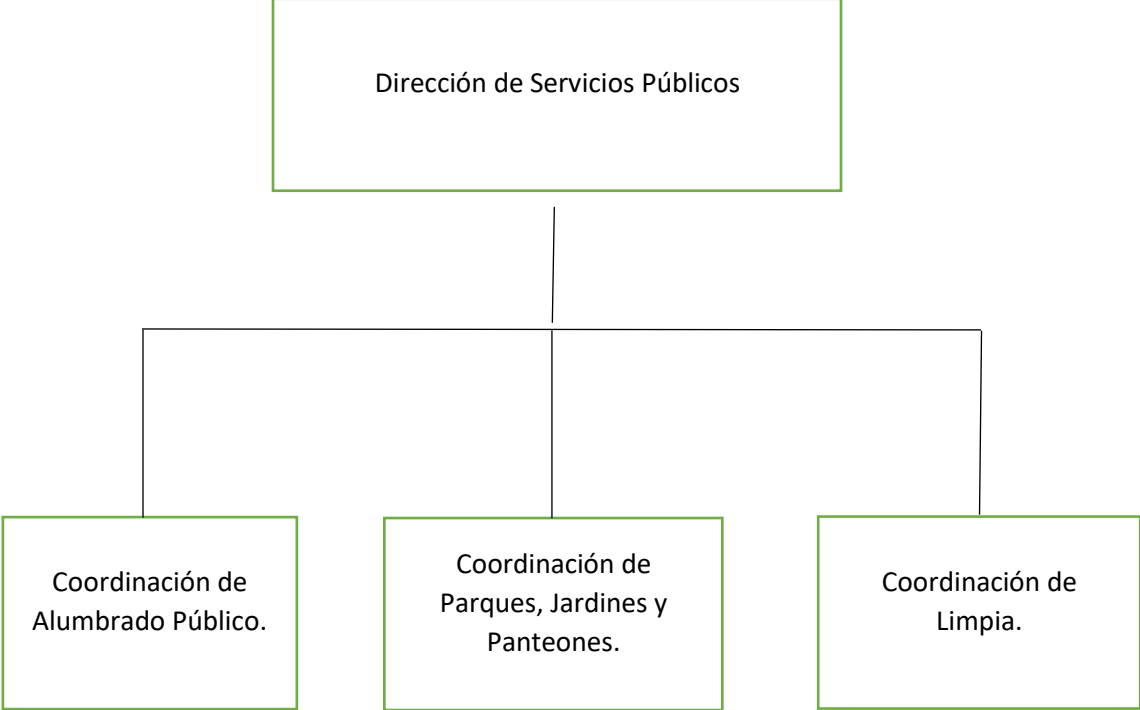 Dirección de Servicios Públicos
Coordinación de
Alumbrado Público.
Coordinación de
Parques, Jardines y
Panteones.
Coordinación de
Limpia.